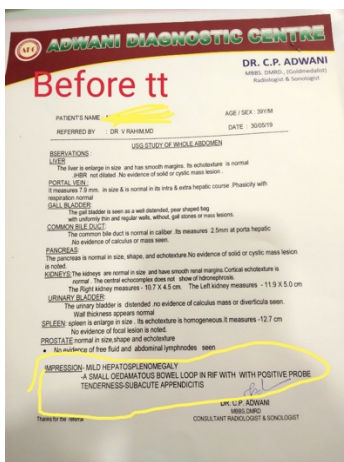 ADC
ADWANI DIAGNOSTIC CENTRE
DR. C.P. ADWANI
MBBS. DMRD., (Goldmedalist)
Radiologist & Sonologist
Before tt
PATIENT'S NAME :
AGE / SEX : 39Y/M
REFERRED BY : DR V RAHIM,MD
DATE : 30/05/19
USG STUDY OF WHOLE ABDOMEN
BSERVATIONS :
LIVER
The liver is enlarge in size and has smooth margins. Its echotexture is normal
.IHBR not dilated .No evidence of solid or cystic mass lesion .
PORTAL VEIN :
It measures 7.9 mm. in size & is normal in its intra & extra hepatic course .Phasicity with
respiration normal
GALL BLADDER:
The gall bladder is seen as a well distended, pear shaped bag
with uniformly thin and regular walls, without, gall stones or mass lesions.
COMMON BILE DUCT:
The common bile duct is normal in caliber .Its measures 2.5mm at porta hepatic
.No evidence of calculus or mass seen.
PANCREAS:
The pancreas is normal in size, shape, and echotexture.No evidence of solid or cystic mass lesion
is noted.
KIDNEYS:The kidneys are normal in size and have smooth renal margins.Cortical echotexture is
normal . The central echocomplex does not show of hdronephrosis.
The Right kidney measures - 10.7 X 4.5 cm. The Left kidney measures - 11.9 X 5.0 cm
URINARY BLADDER:
The urinary bladder is distended .no evidence of calculus mass or diverticula seen.
Wall thickness appears normal
SPLEEN: spleen is enlarge in size . its echotexture is homogeneous.It measures -12.7 cm
No evidence of focal lesion is noted.
PROSTATE normal in size,shape and echotexture
• No evidence of free fluid and abdominal lymphnodes seen
IMPRESSION- MILD HEPATOSPLENOMEGALY
-A SMALL OEDAMATOUS BOWEL LOOP IN RIF WITH WITH POSITIVE PROBE
TENDERNESS-SUBACUTE APPENDICITIS
DR. C.P. ADWANI
MBBS,DMRD
CONSULTANT RADIOLOGIST & SONOLOGIST
Thanks for the referral